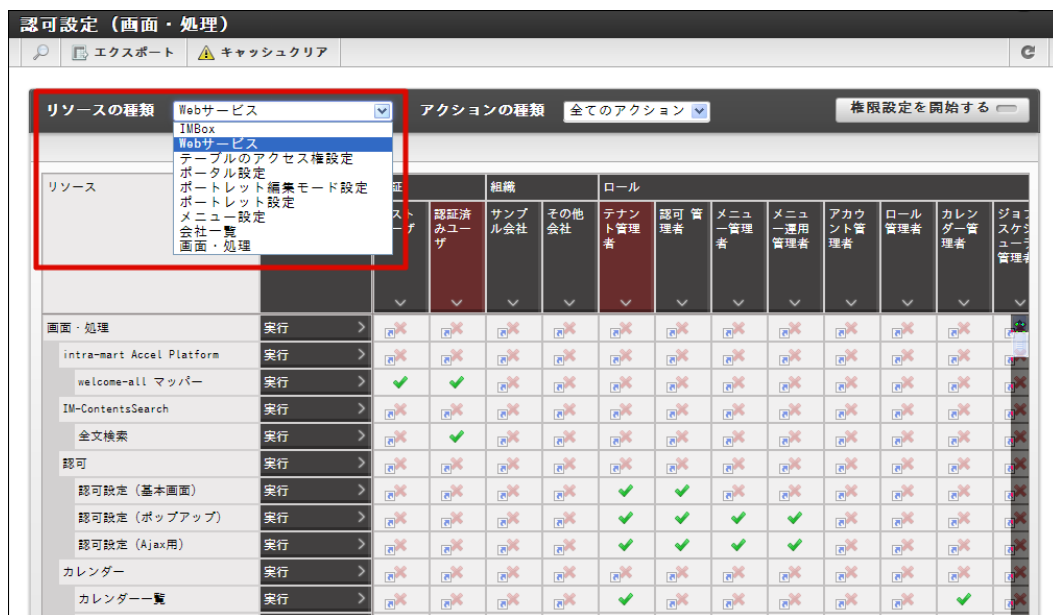 認可設定（画面・処理）
エクスポート キャッシュクリア
リソースの種類 Webサービス アクションの種類 全てのアクション 権限設定を開始する
IMBox
Webサービス
テーブルのアクセス権設定
ポータル設定
ポートレット編集モード設定
ポートレット設定
メニュー設定
会社一覧
画面・処理
リソース 組織 ロール
認証済みユーザ サンプル会社 その他会社 テナント管理者 認可 管理者 メニュー管理者 メニュー運用管理者 アカウント管理者 ロール管理者 カレンダー管理者
画面・処理 実行
intra-mart Accel Platform 実行
welcome-all マッパー 実行
IM-ContentsSearch 実行
全文検索 実行
認可 実行
認可設定（基本画面） 実行
認可設定（ポップアップ） 実行
認可設定（Ajax用） 実行
カレンダー 実行
カレンダー一覧 実行